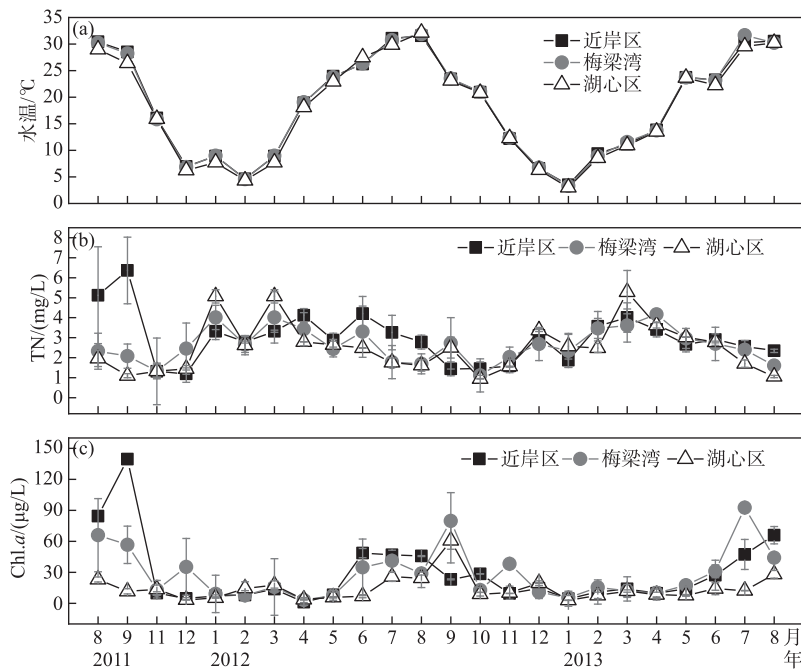 (a)
35
30
25
20
15
10
5
0
水温/℃
近岸区
梅梁湾
湖心区
(b)
8
7
6
5
4
3
2
1
0
TN/(mg/L)
近岸区 梅梁湾 湖心区
(c)
150
120
90
60
30
0
Chl.a/(μg/L)
近岸区 梅梁湾 湖心区
8 9 11 12 1 2 3 4 5 6 7 8 9 10 11 12 1 2 3 4 5 6 7 8 月
2011 2012 2013 年